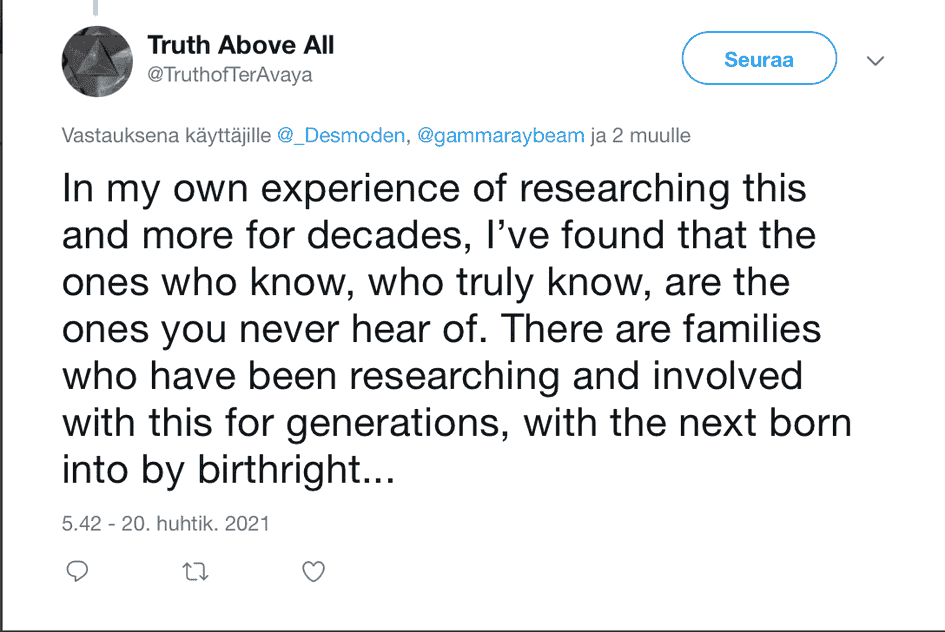 Truth Above All
@TruthofTerAvaya
Seuraa
Vastauksena käyttäjille @_Desmoden, @gammaraybeam ja 2 muulle
In my own experience of researching this
and more for decades, I’ve found that the
ones who know, who truly know, are the
ones you never hear of. There are families
who have been researching and involved
with this for generations, with the next born
into by birthright...
5.42 - 20. huhtik. 2021